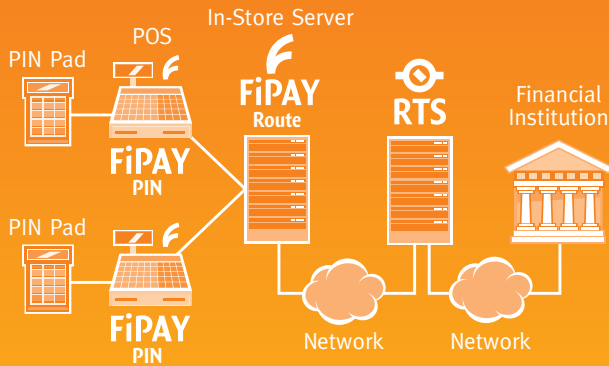 In-Store Server
POS
PIN Pad
FiPAY
Route
RTS
Financial
Institution
FiPAY
PIN
PIN Pad
FiPAY
PIN
Network
Network